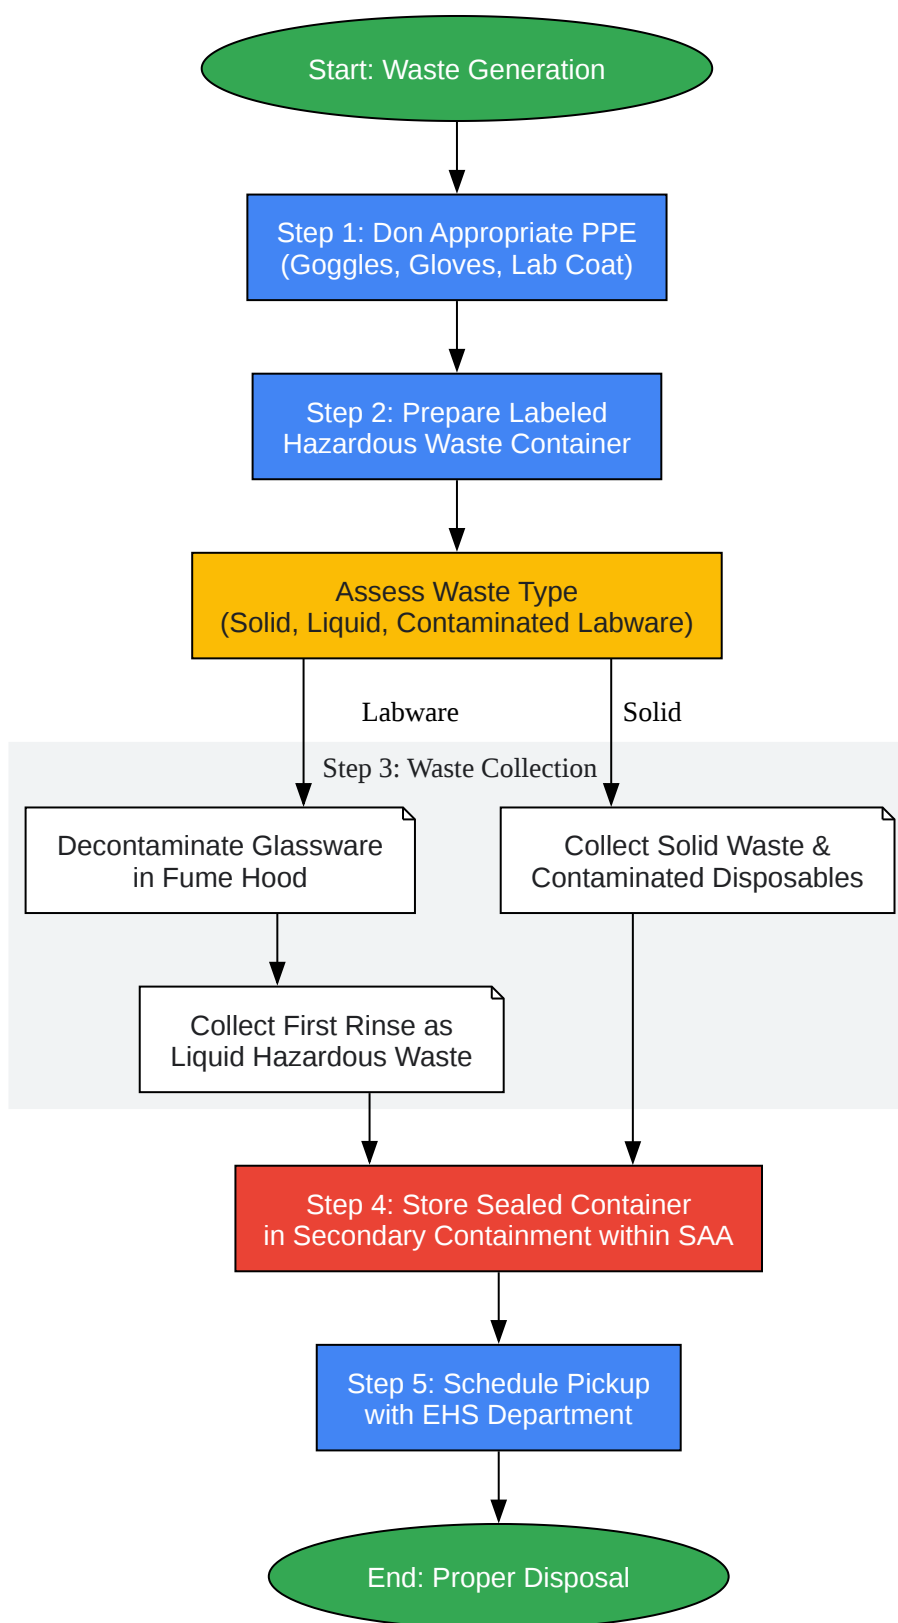 Start: Waste Generation
Step 1: Don Appropriate PPE
(Goggles, Gloves, Lab Coat)
Step 2: Prepare Labeled
Hazardous Waste Container
Assess Waste Type
(Solid, Liquid, Contaminated Labware)
Labware
Solid
Step 3: Waste Collection
Decontaminate Glassware
in Fume Hood
Collect Solid Waste &
Contaminated Disposables
Collect First Rinse as
Liquid Hazardous Waste
Step 4: Store Sealed Container
in Secondary Containment within SAA
Step 5: Schedule Pickup
with EHS Department
End: Proper Disposal